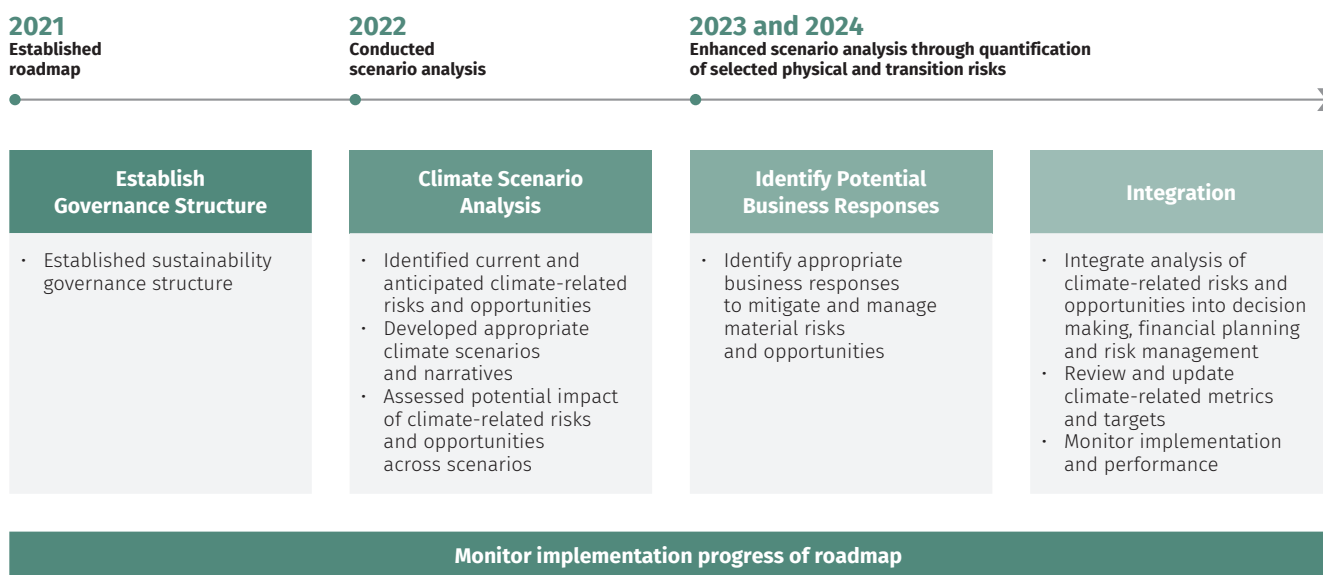 2021
Established
roadmap
2022
Conducted
scenario analysis
2023 and 2024
Enhanced scenario analysis through quantification
of selected physical and transition risks
Establish
Governance Structure
· Established sustainability
governance structure
Climate Scenario
Analysis
· Identified current and
anticipated climate-related
risks and opportunities
· Developed appropriate
climate scenarios
and narratives
· Assessed potential impact
of climate-related risks
and opportunities
across scenarios
Identify Potential
Business Responses
· Identify appropriate
business responses
to mitigate and manage
material risks
and opportunities
Integration
· Integrate analysis of
climate-related risks and
opportunities into decision
making, financial planning
and risk management
· Review and update
climate-related metrics
and targets
· Monitor implementation
and performance
Monitor implementation progress of roadmap